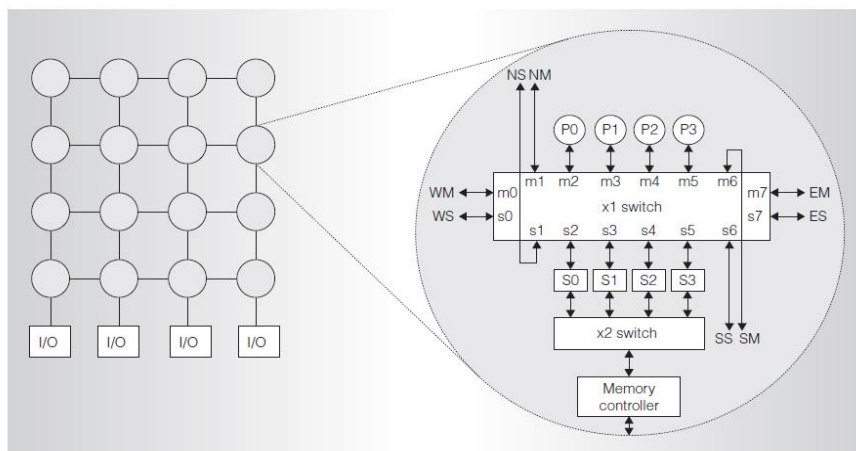 NS NM
P0 P1 P2 P3
WM m0 m1 m2 m3 m4 m5 m6 m7 EM
x1 switch
WS s0 s1 s2 s3 s4 s5 s6 s7 ES
S0 S1 S2 S3
I/O I/O I/O I/O
x2 switch
SS SM
Memory
controller